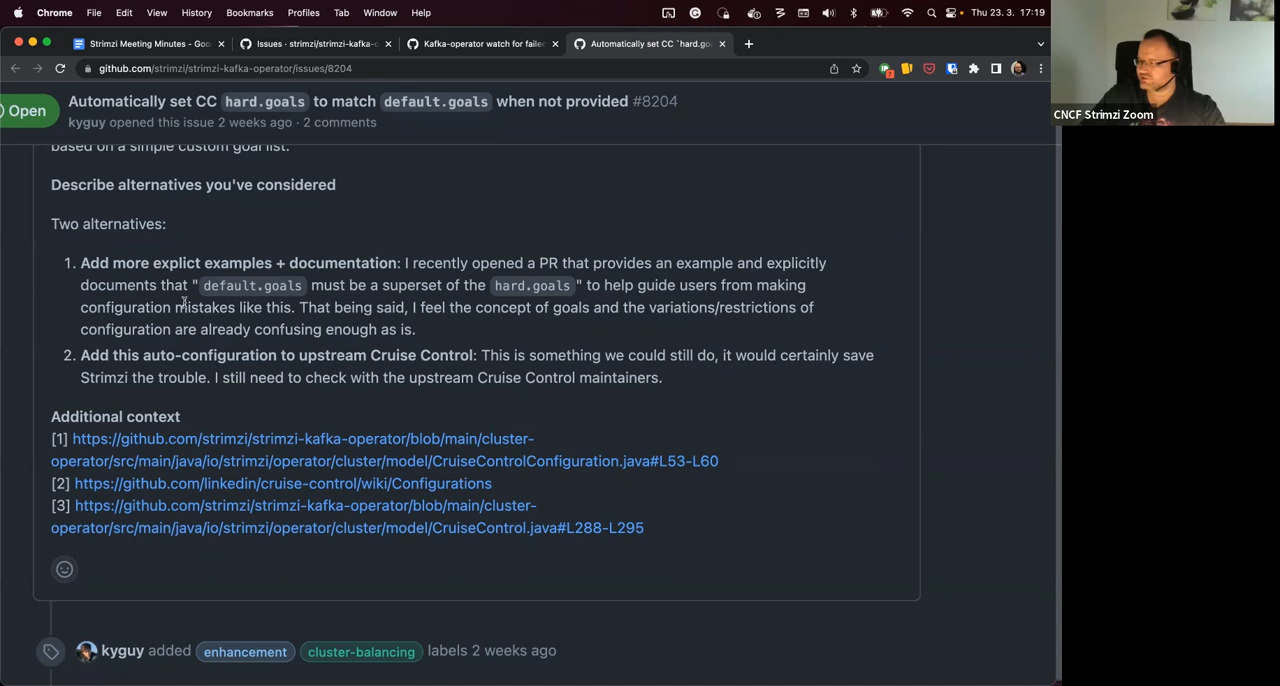 Chrome File Edit View History Bookmarks Profiles Tab Window Help Thu 23. 3. 17:19
Strimzi Meeting Minutes - Goo Issues · strimzi/strimzi-kafka-o Kafka-operator watch for failed Automatically set CC `hard.goa
github.com/strimzi/strimzi-kafka-operator/issues/8204
CNCF Strimzi Zoom
Open
Automatically set CC hard.goals to match default.goals when not provided #8204
kyguy opened this issue 2 weeks ago · 2 comments
based on a simple custom goal list.
Describe alternatives you've considered
Two alternatives:
1. Add more explict examples + documentation: I recently opened a PR that provides an example and explicitly
documents that "default.goals must be a superset of the hard.goals" to help guide users from making
configuration mistakes like this. That being said, I feel the concept of goals and the variations/restrictions of
configuration are already confusing enough as is.
2. Add this auto-configuration to upstream Cruise Control: This is something we could still do, it would certainly save
Strimzi the trouble. I still need to check with the upstream Cruise Control maintainers.
Additional context
[1] https://github.com/strimzi/strimzi-kafka-operator/blob/main/cluster-
operator/src/main/java/io/strimzi/operator/cluster/model/CruiseControlConfiguration.java#L53-L60
[2] https://github.com/linkedin/cruise-control/wiki/Configurations
[3] https://github.com/strimzi/strimzi-kafka-operator/blob/main/cluster-
operator/src/main/java/io/strimzi/operator/cluster/model/CruiseControl.java#L288-L295
kyguy added enhancement cluster-balancing labels 2 weeks ago